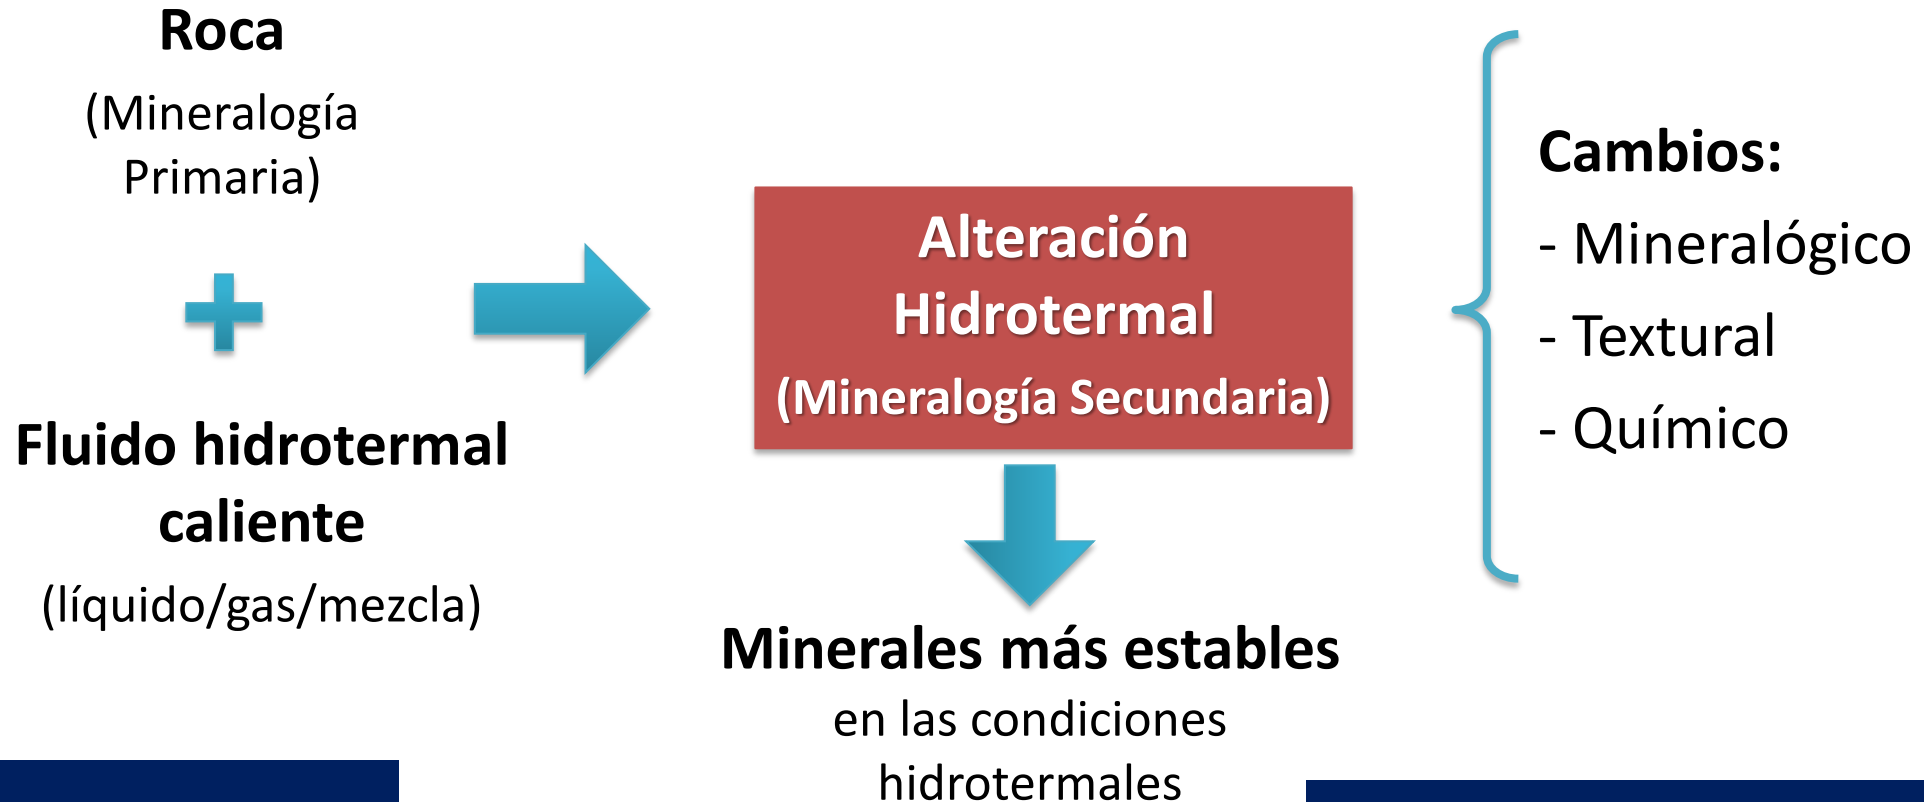 Roca
(Mineralogía
Primaria)
Fluido hidrotermal
caliente
(líquido/gas/mezcla)
Alteración
Hidrotermal
(Mineralogía Secundaria)
Minerales más estables
en las condiciones
hidrotermales
Cambios:
- Mineralógico
- Textural
- Químico